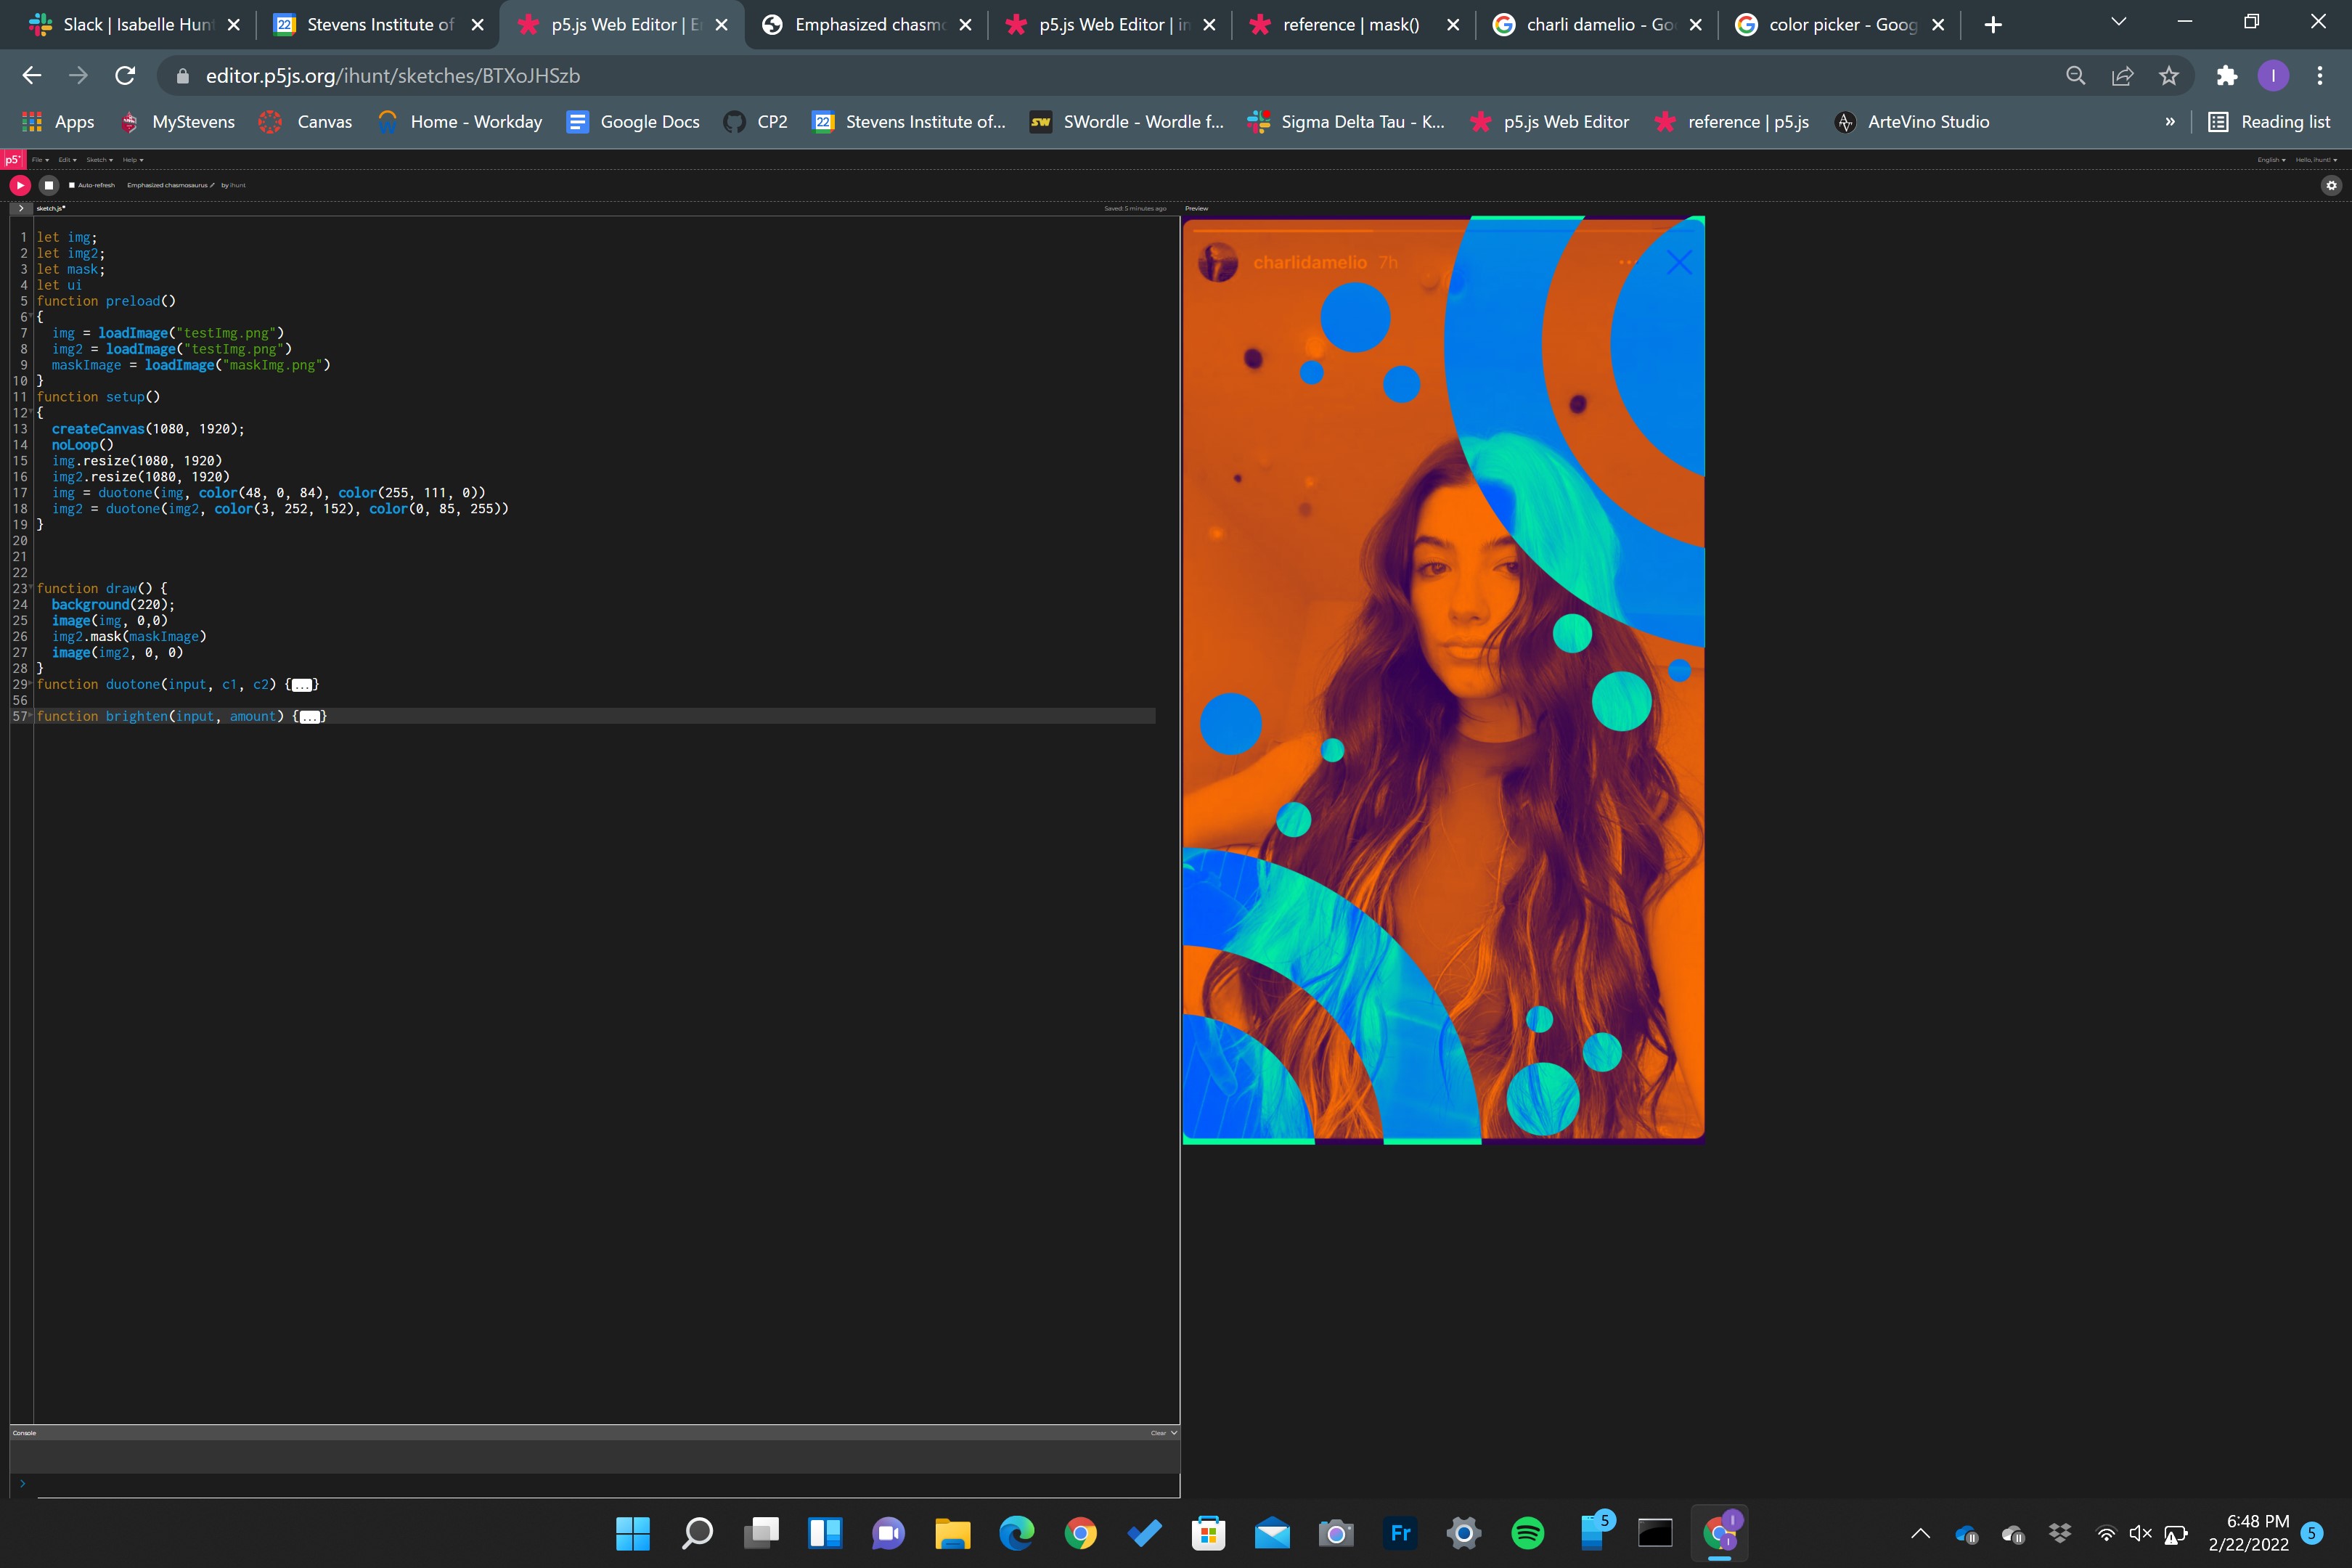 Slack | Isabelle Hunt
Stevens Institute of
p5.js Web Editor | E
Emphasized chasmo
p5.js Web Editor | in
reference | mask()
charli damelio - Go
color picker - Goog
editor.p5js.org/ihunt/sketches/BTXoJHSzb
I
Apps
MyStevens
Canvas
Home - Workday
Google Docs
CP2
Stevens Institute of...
SWordle - Wordle f...
Sigma Delta Tau - K...
p5.js Web Editor
reference | p5.js
ArteVino Studio
»
Reading list
p5*
File
Edit
Sketch
Help
English
Hello, ihunt!
Auto-refresh
Emphasized chasmosaurus
by ihunt
sketch.js*
Saved: 5 minutes ago
Preview
1 let img;
2 let img2;
3 let mask;
4 let ui
5 function preload()
6 {
7 img = loadImage("testImg.png")
8 img2 = loadImage("testImg.png")
9 maskImage = loadImage("maskImg.png")
10 }
11 function setup()
12 {
13 createCanvas(1080, 1920);
14 noLoop()
15 img.resize(1080, 1920)
16 img2.resize(1080, 1920)
17 img = duotone(img, color(48, 0, 84), color(255, 111, 0))
18 img2 = duotone(img2, color(3, 252, 152), color(0, 85, 255))
19 }
20
21
22
23 function draw() {
24 background(220);
25 image(img, 0,0)
26 img2.mask(maskImage)
27 image(img2, 0, 0)
28 }
29 function duotone(input, c1, c2) {...}
56
57 function brighten(input, amount) {...}
charlidamelio 7h
Console
Clear
>
Fr
5
6:48 PM
2/22/2022
5